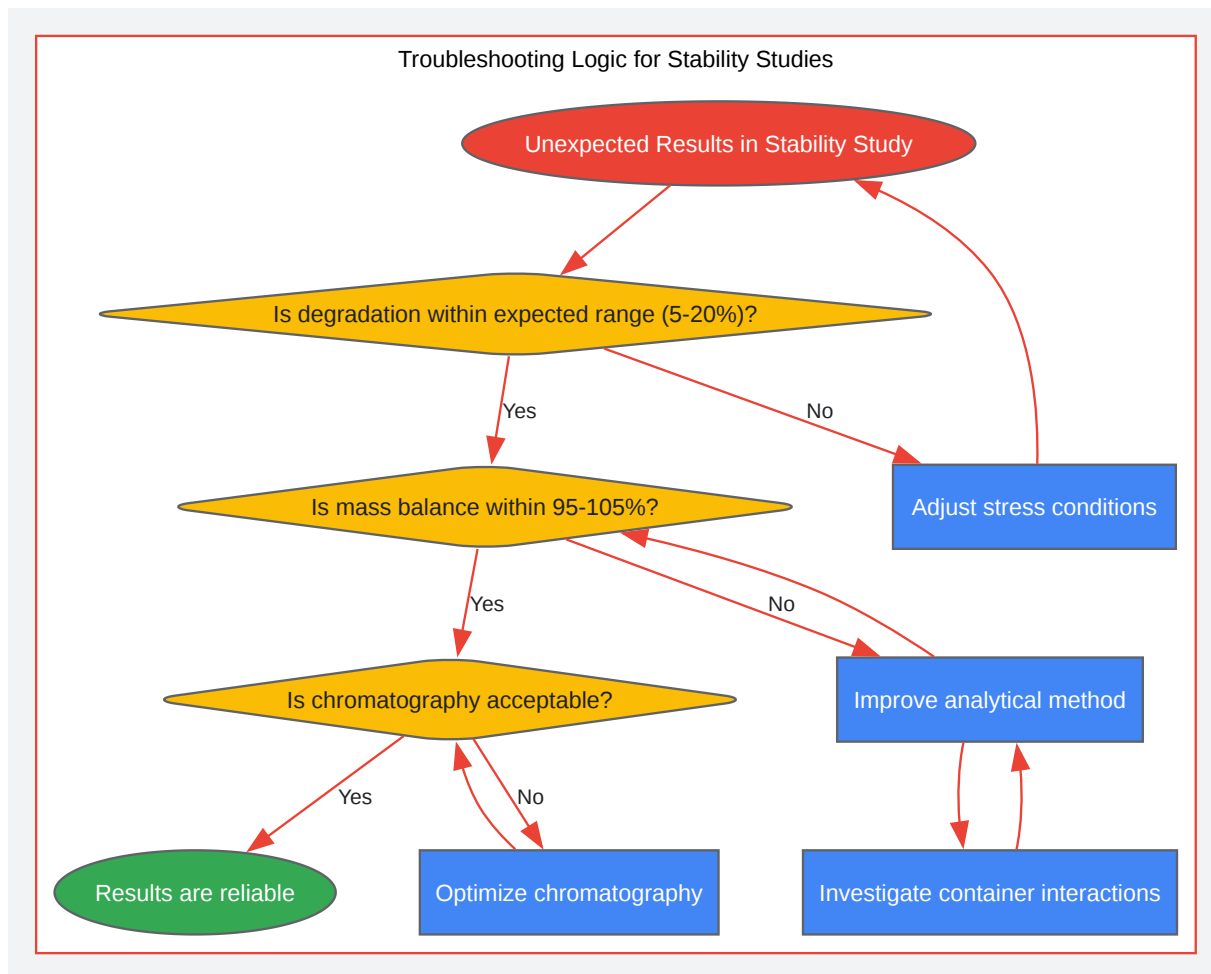 Troubleshooting Logic for Stability Studies
Unexpected Results in Stability Study
Is degradation within expected range (5-20%)?
Yes
No
Is mass balance within 95-105%?
Adjust stress conditions
Yes
No
Is chromatography acceptable?
Improve analytical method
Yes
No
Results are reliable
Optimize chromatography
Investigate container interactions